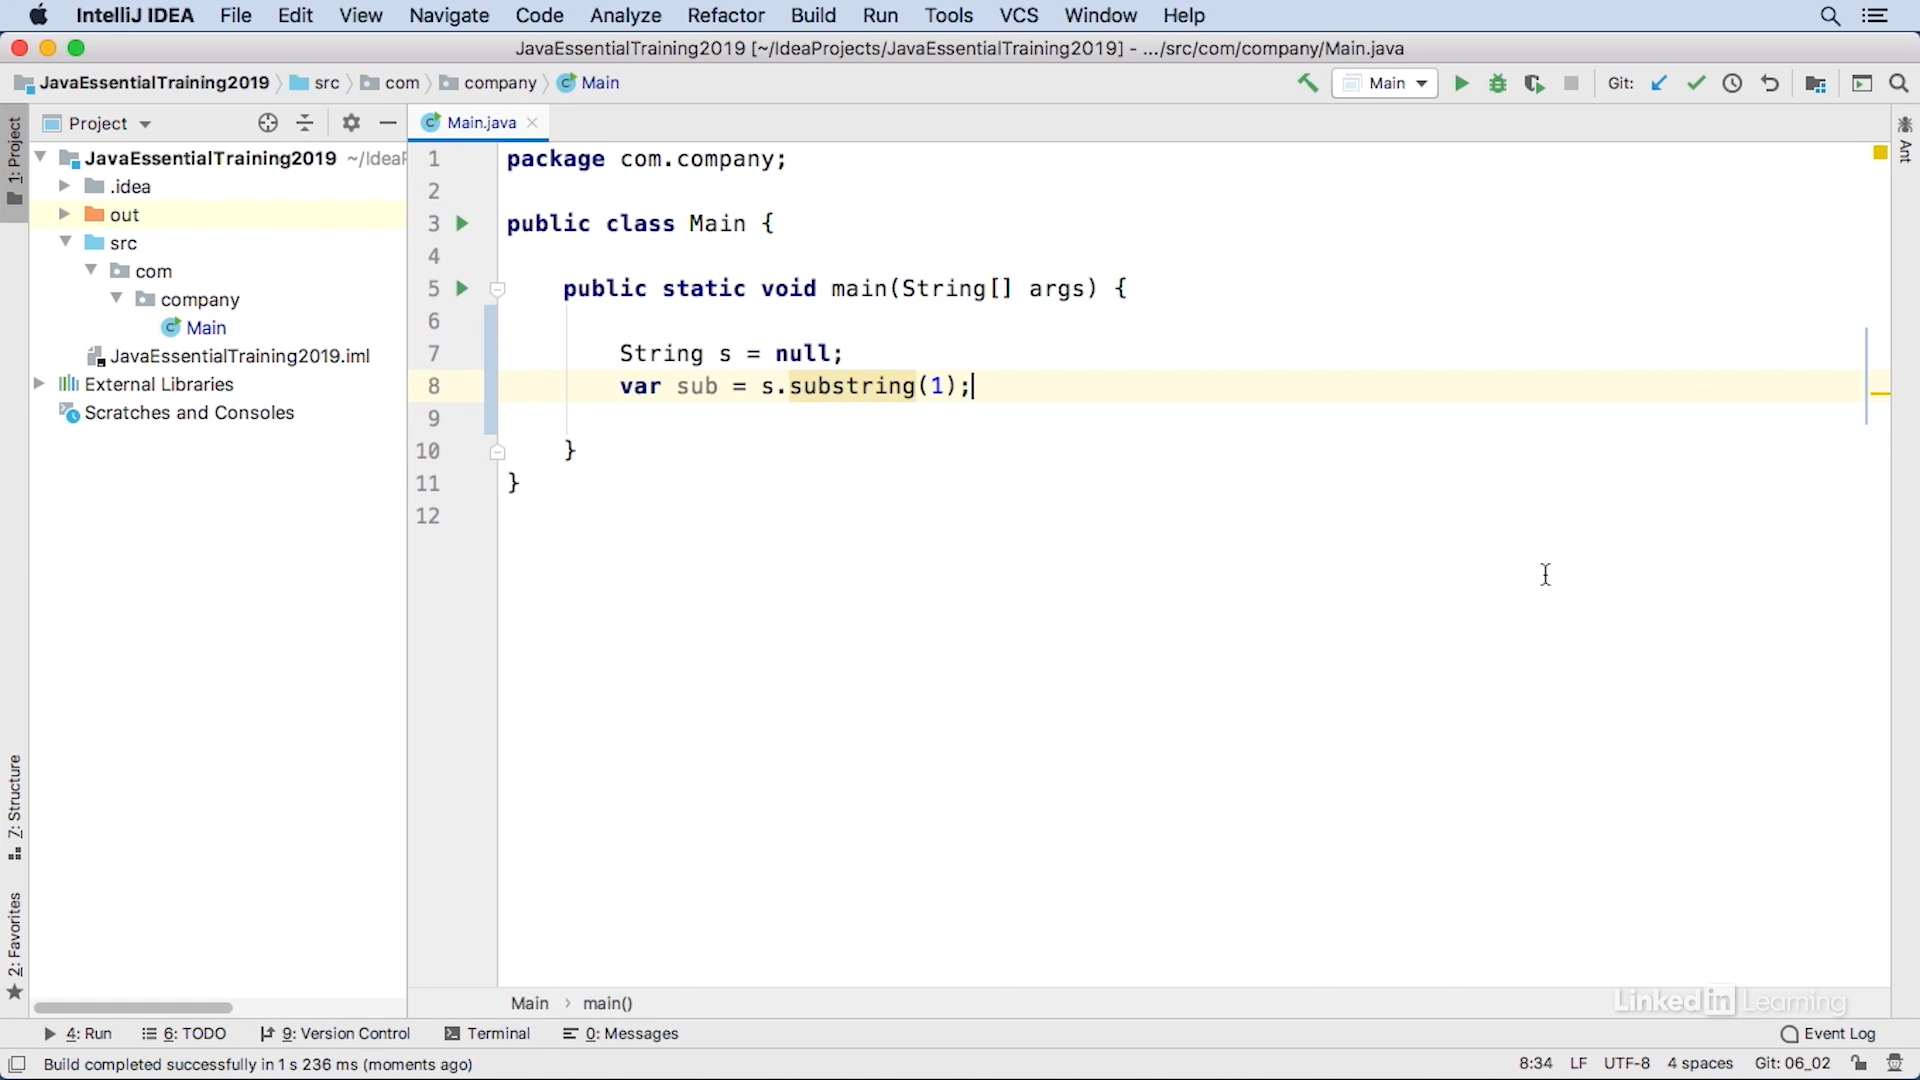 IntelliJ IDEA File Edit View Navigate Code Analyze Refactor Build Run Tools VCS Window Help
JavaEssentialTraining2019 [~/IdeaProjects/JavaEssentialTraining2019] - .../src/com/company/Main.java
JavaEssentialTraining2019 src com company Main Main Git:
Project Main.java
1: Project
Ant
JavaEssentialTraining2019 ~/IdeaP
.idea
out
src
com
company
Main
JavaEssentialTraining2019.iml
External Libraries
Scratches and Consoles
1 package com.company;
2
3 public class Main {
4
5 public static void main(String[] args) {
6
7 String s = null;
8 var sub = s.substring(1);
9
10 }
11 }
12
7: Structure
2: Favorites
Main › main()
Linked in Learning
4: Run 6: TODO 9: Version Control Terminal 0: Messages Event Log
Build completed successfully in 1 s 236 ms (moments ago) 8:34 LF UTF-8 4 spaces Git: 06_02